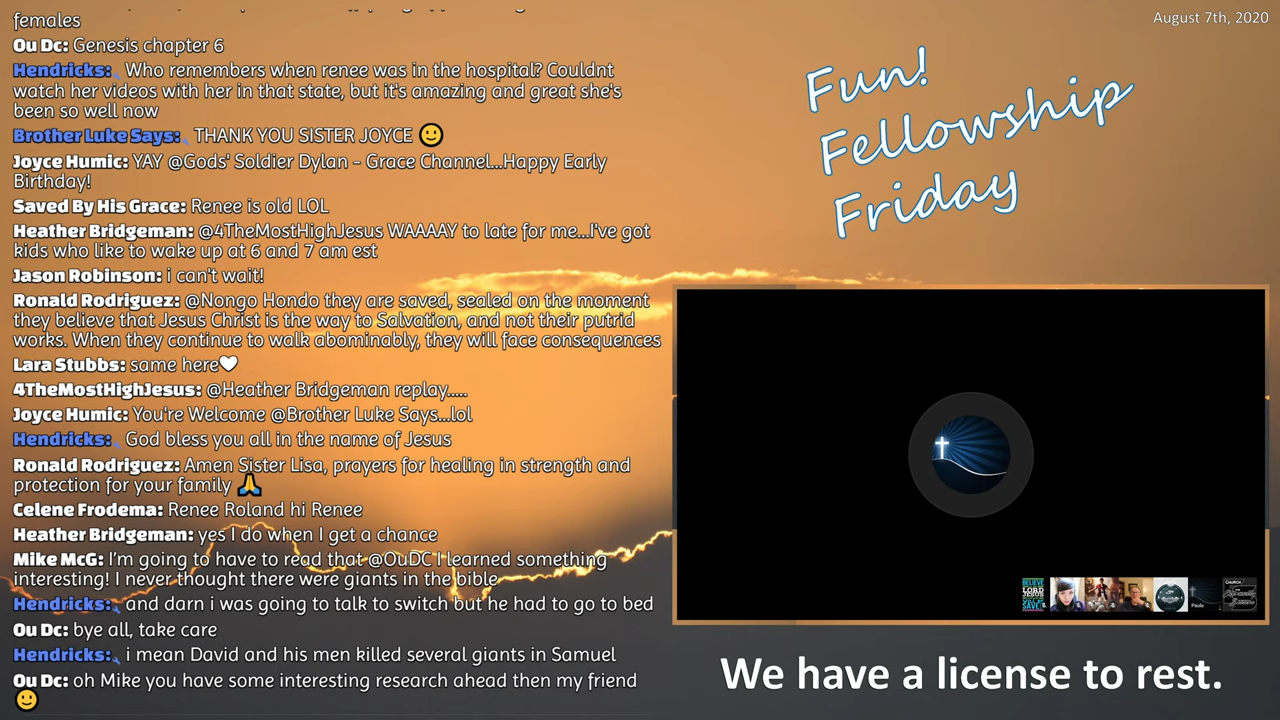 females
Ou Dc: Genesis chapter 6
Hendricks: Who remembers when renee was in the hospital? Couldnt
watch her videos with her in that state, but it's amazing and great she's
been so well now
Brother Luke Says: THANK YOU SISTER JOYCE 🙂
Joyce Humic: YAY @Gods' Soldier Dylan - Grace Channel...Happy Early
Birthday!
Saved By His Grace: Renee is old LOL
Heather Bridgeman: @4TheMostHighJesus WAAAAY to late for me...I've got
kids who like to wake up at 6 and 7 am est
Jason Robinson: i can't wait!
Ronald Rodriguez: @Nongo Hondo they are saved, sealed on the moment
they believe that Jesus Christ is the way to Salvation, and not their putrid
works. When they continue to walk abominably, they will face consequences
Lara Stubbs: same here🤍
4TheMostHighJesus: @Heather Bridgeman replay.....
Joyce Humic: You're Welcome @Brother Luke Says...lol
Hendricks: God bless you all in the name of Jesus
Ronald Rodriguez: Amen Sister Lisa, prayers for healing in strength and
protection for your family 🙏
Celene Frodema: Renee Roland hi Renee
Heather Bridgeman: yes I do when I get a chance
Mike McG: I'm going to have to read that @OuDC I learned something
interesting! I never thought there were giants in the bible
Hendricks: and darn i was going to talk to switch but he had to go to bed
Ou Dc: bye all, take care
Hendricks: i mean David and his men killed several giants in Samuel
Ou Dc: oh Mike you have some interesting research ahead then my friend
🙂
August 7th, 2020
Fun!
Fellowship
Friday
BELIEVE
LORD
JESUS
SAVE
Paula
CHURCH
We have a license to rest.